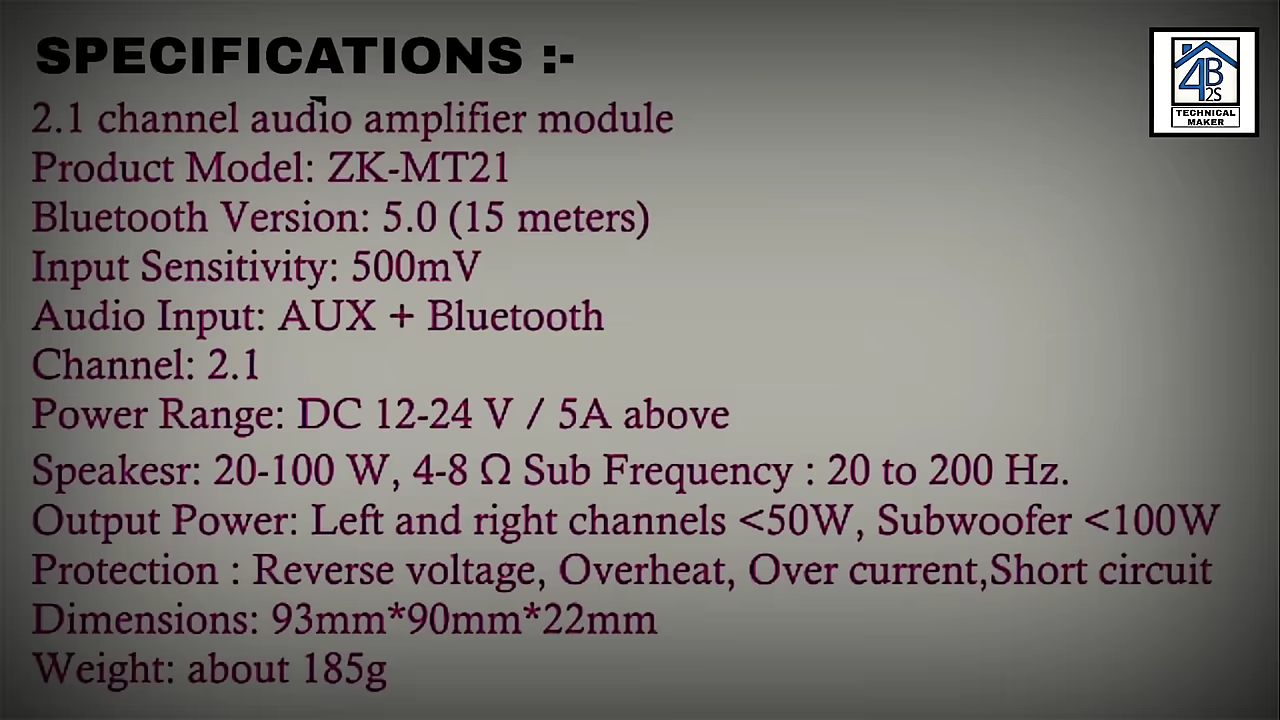 SPECIFICATIONS :-
2.1 channel audio amplifier module
Product Model: ZK-MT21
Bluetooth Version: 5.0 (15 meters)
Input Sensitivity: 500mV
Audio Input: AUX + Bluetooth
Channel: 2.1
Power Range: DC 12-24 V / 5A above
Speakesr: 20-100 W, 4-8 Ω Sub Frequency : 20 to 200 Hz.
Output Power: Left and right channels <50W, Subwoofer <100W
Protection : Reverse voltage, Overheat, Over current,Short circuit
Dimensions: 93mm*90mm*22mm
Weight: about 185g
4B
2S
TECHNICAL
MAKER